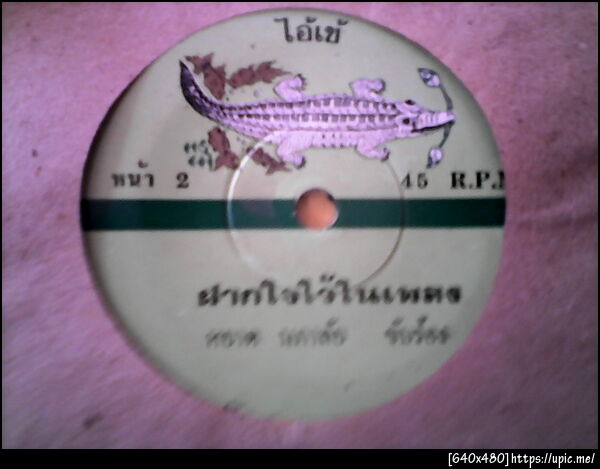 ไอ้เข้
หน้า 2
45 R.P.M
ฝากใจไว้ในเพลง
หยาด นภาลัย ขับร้อง
[640x480]https://upic.me/